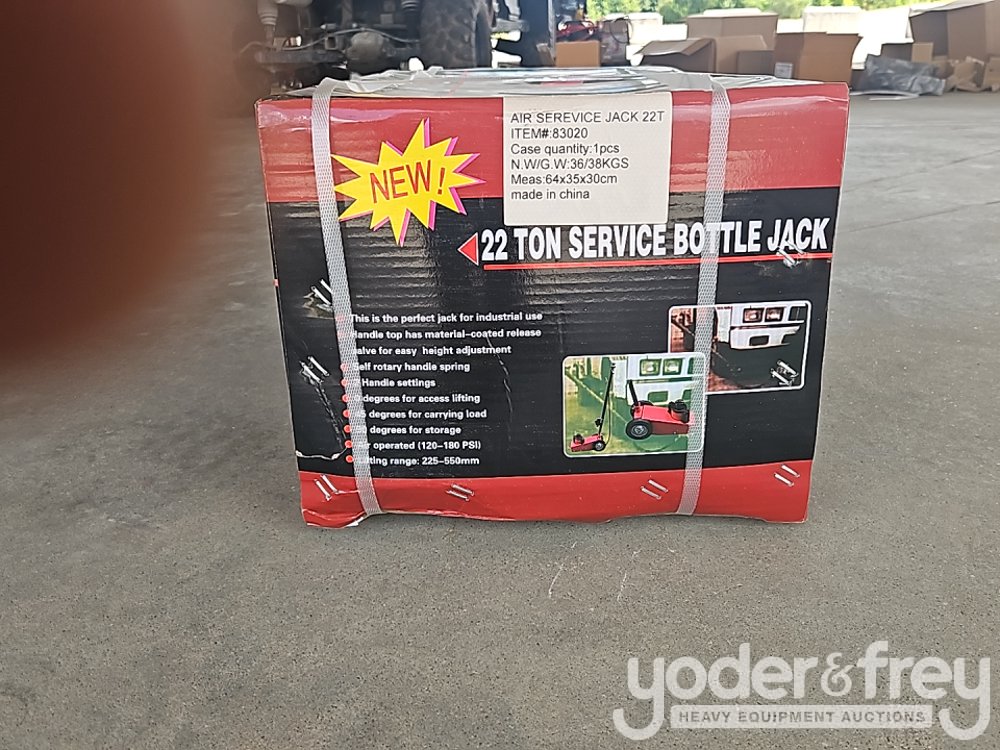 AIR SEREVICE JACK 22T
ITEM#:83020
Case quantity:1pcs
N.W/G.W:36/38KGS
Meas:64x35x30cm
made in china
NEW!
22 TON SERVICE BOTTLE JACK
This is the perfect jack for industrial use
Handle top has material-coated release
valve for easy height adjustment
Self rotary handle spring
Handle settings
degrees for access lifting
degrees for carrying load
degrees for storage
Air operated (120-180 PSI)
Lifting range: 225-550mm
yoder&frey
HEAVY EQUIPMENT AUCTIONS